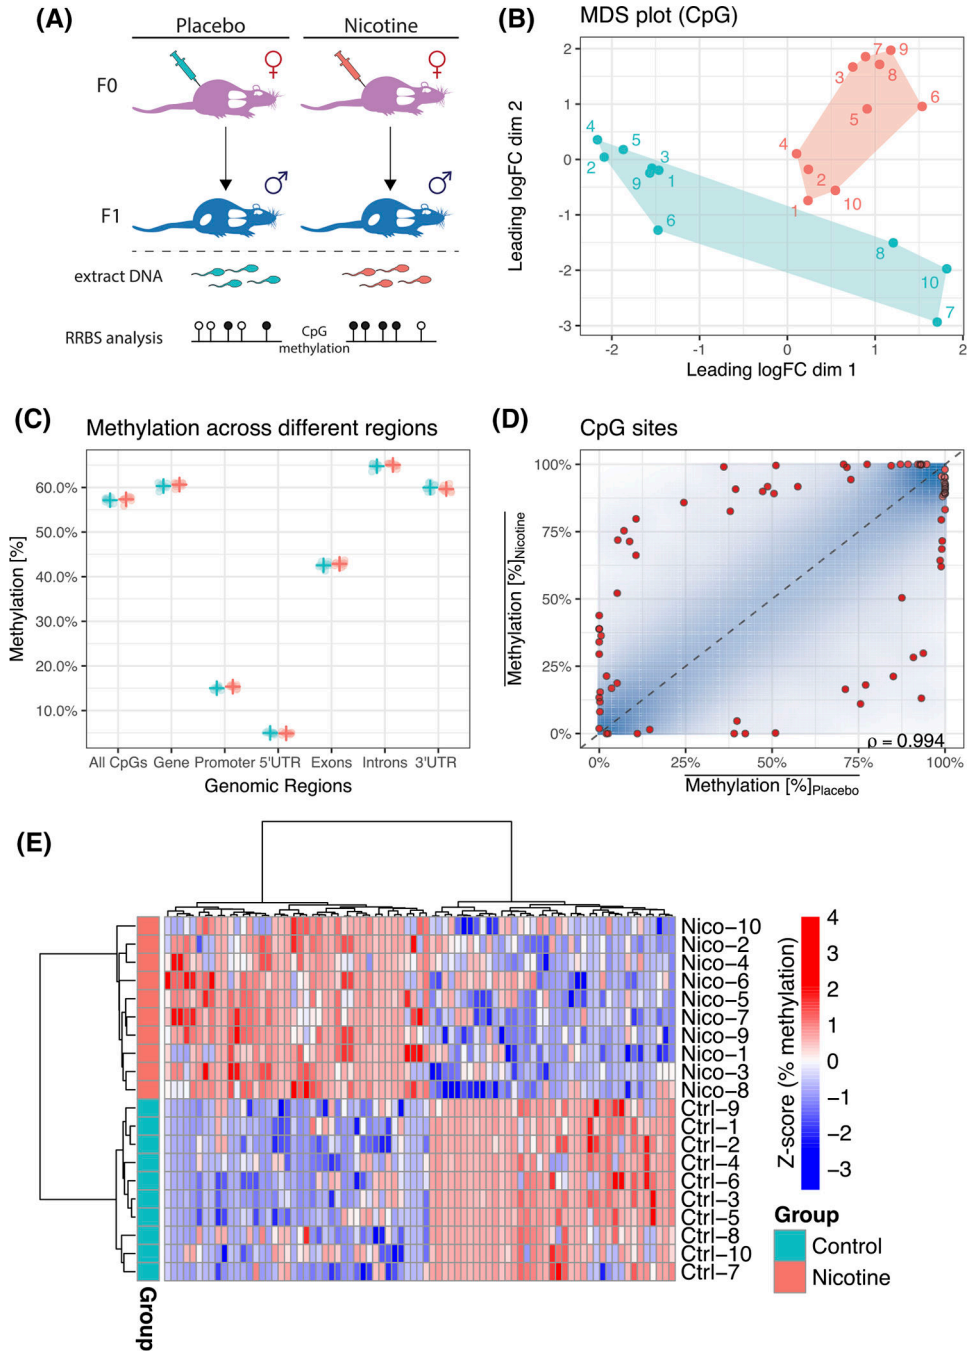 (A)
Placebo
Nicotine
F0
♀
♀
♂
♂
F1
extract DNA
RRBS analysis
CpG
methylation
(B)
MDS plot (CpG)
Leading logFC dim 2
2
1
0
-1
-2
-3
7
9
3
8
6
5
4
2
1
10
4
5
2
3
9
1
6
8
10
7
-2
-1
0
1
2
Leading logFC dim 1
(C)
Methylation across different regions
Methylation [%]
60.0%
50.0%
40.0%
30.0%
20.0%
10.0%
All CpGs Gene Promoter 5'UTR Exons Introns 3'UTR
Genomic Regions
(D)
CpG sites
Methylation [%]Nicotine
100%
75%
50%
25%
0%
ρ = 0.994
0%
25%
50%
75%
100%
Methylation [%]Placebo
(E)
Nico-10
Nico-2
Nico-4
Nico-6
Nico-5
Nico-7
Nico-9
Nico-1
Nico-3
Nico-8
Ctrl-9
Ctrl-1
Ctrl-2
Ctrl-4
Ctrl-6
Ctrl-3
Ctrl-5
Ctrl-8
Ctrl-10
Ctrl-7
Group
4
3
2
1
0
-1
-2
-3
Z-score (% methylation)
Group
Control
Nicotine